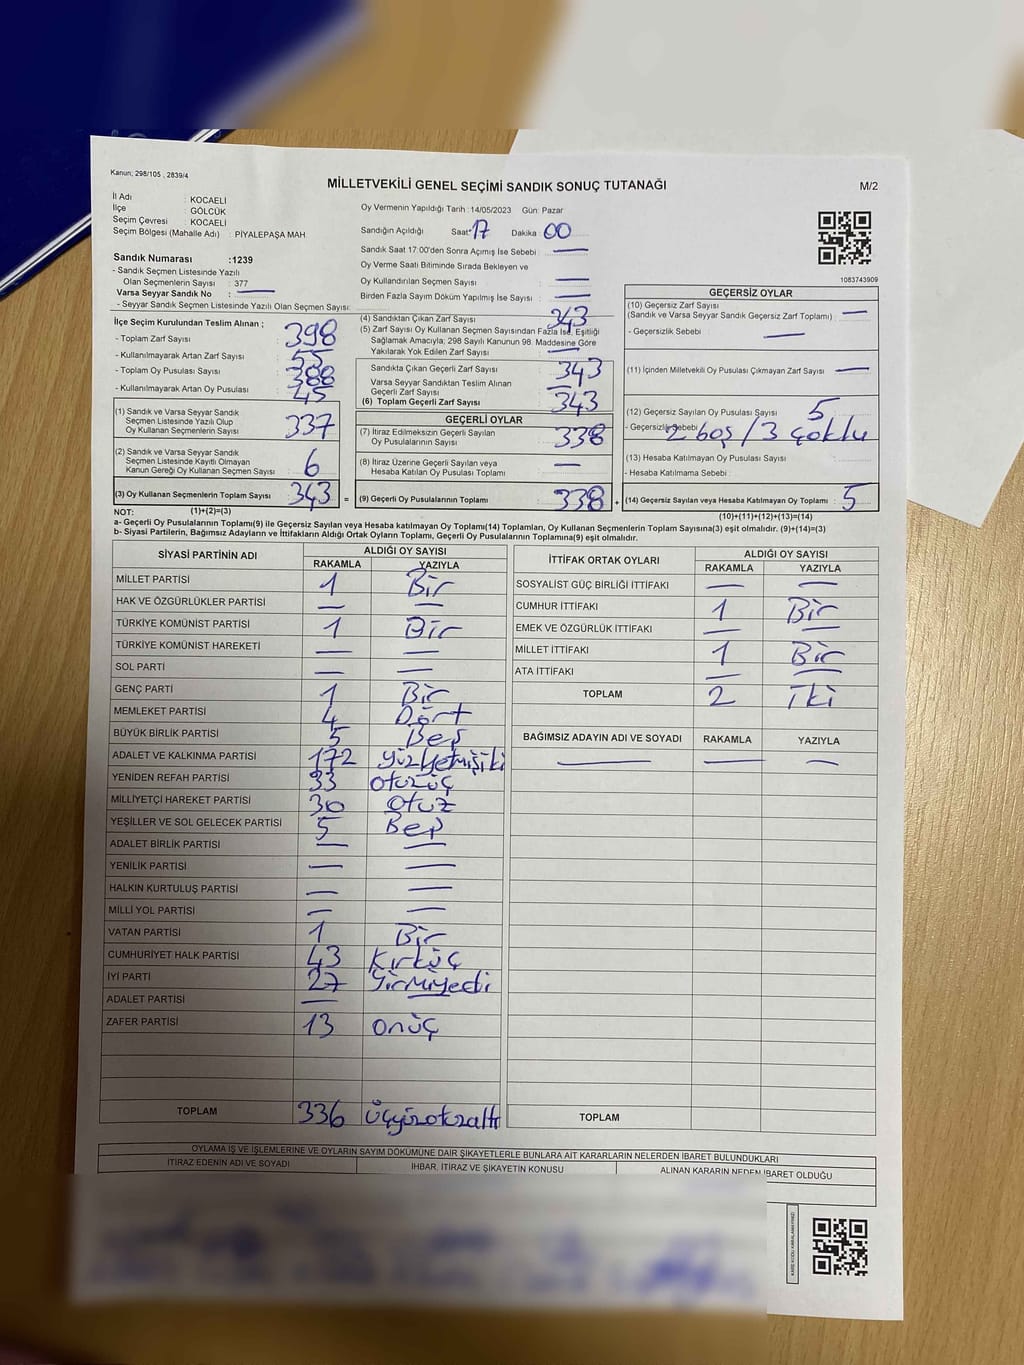 Kanun; 298/105 , 2839/4
MİLLETVEKİLİ GENEL SEÇİMİ SANDIK SONUÇ TUTANAĞI
M/2
İl Adı : KOCAELİ
İlçe : GÖLCÜK
Seçim Çevresi : KOCAELİ
Seçim Bölgesi (Mahalle Adı) : PİYALEPAŞA MAH
Sandık Numarası :1239
- Sandık Seçmen Listesinde Yazılı
Olan Seçmenlerin Sayısı : 377
Varsa Seyyar Sandık No : —
- Seyyar Sandık Seçmen Listesinde Yazılı Olan Seçmen Sayısı:
Oy Vermenin Yapıldığı Tarih :14/05/2023 Gün: Pazar
Sandığın Açıldığı Saat 17 Dakika 00
Sandık Saat 17:00'den Sonra Açımış İse Sebebi : —
Oy Verme Saati Bitiminde Sırada Bekleyen ve
Oy Kullandırılan Seçmen Sayısı : —
Birden Fazla Sayım Döküm Yapılmış İse Sayısı : —
1083743909
İlçe Seçim Kurulundan Teslim Alınan ;
- Toplam Zarf Sayısı : 398
- Kullanılmayarak Artan Zarf Sayısı : 55
- Toplam Oy Pusulası Sayısı : 388
- Kullanılmayarak Artan Oy Pusulası : 45
(1) Sandık ve Varsa Seyyar Sandık
Seçmen Listesinde Yazılı Olup
Oy Kullanan Seçmenlerin Sayısı : 337
(2) Sandık ve Varsa Seyyar Sandık
Seçmen Listesinde Kayıtlı Olmayan
Kanun Gereği Oy Kullanan Seçmen Sayısı : 6
(3) Oy Kullanan Seçmenlerin Toplam Sayısı : 343 =
(4) Sandıktan Çıkan Zarf Sayısı : 343
(5) Zarf Sayısı Oy Kullanan Seçmen Sayısından Fazla İse, Eşitliği
Sağlamak Amacıyla; 298 Sayılı Kanunun 98. Maddesine Göre
Yakılarak Yok Edilen Zarf Sayısı : —
Sandıkta Çıkan Geçerli Zarf Sayısı : 343
Varsa Seyyar Sandıktan Teslim Alınan
Geçerli Zarf Sayısı : —
(6) Toplam Geçerli Zarf Sayısı : 343
GEÇERLİ OYLAR
(7) İtiraz Edilmeksizin Geçerli Sayılan
Oy Pusulalarının Sayısı : 338
(8) İtiraz Üzerine Geçerli Sayılan veya
Hesaba Katılan Oy Pusulası Toplamı : —
(9) Geçerli Oy Pusulalarının Toplamı : 338 +
GEÇERSİZ OYLAR
(10) Geçersiz Zarf Sayısı
(Sandık ve Varsa Seyyar Sandık Geçersiz Zarf Toplamı) : —
- Geçersizlik Sebebi : —
(11) İçinden Milletvekili Oy Pusulası Çıkmayan Zarf Sayısı : —
(12) Geçersiz Sayılan Oy Pusulası Sayısı : 5
- Geçersizlik Sebebi : 2 boş / 3 çoklu
(13) Hesaba Katılmayan Oy Pusulası Sayısı :
- Hesaba Katılmama Sebebi :
(14) Geçersiz Sayılan veya Hesaba Katılmayan Oy Toplamı : 5
NOT: (1)+(2)=(3)
(10)+(11)+(12)+(13)=(14)
a- Geçerli Oy Pusulalarının Toplamı(9) ile Geçersiz Sayılan veya Hesaba katılmayan Oy Toplamı(14) Toplamları, Oy Kullanan Seçmenlerin Toplam Sayısına(3) eşit olmalıdır. (9)+(14)=(3)
b- Siyasi Partilerin, Bağımsız Adayların ve İttifakların Aldığı Ortak Oyların Toplamı, Geçerli Oy Pusulalarının Toplamına(9) eşit olmalıdır.
SİYASİ PARTİNİN ADI ALDIĞI OY SAYISI
RAKAMLA YAZIYLA
MİLLET PARTİSİ 1 Bir
HAK VE ÖZGÜRLÜKLER PARTİSİ — —
TÜRKİYE KOMÜNİST PARTİSİ 1 Bir
TÜRKİYE KOMÜNİST HAREKETİ — —
SOL PARTİ — —
GENÇ PARTİ 1 Bir
MEMLEKET PARTİSİ 4 Dört
BÜYÜK BİRLİK PARTİSİ 5 Beş
ADALET VE KALKINMA PARTİSİ 172 yüzyetmişiki
YENİDEN REFAH PARTİSİ 33 otuzüç
MİLLİYETÇİ HAREKET PARTİSİ 30 otuz
YEŞİLLER VE SOL GELECEK PARTİSİ 5 Beş
ADALET BİRLİK PARTİSİ — —
YENİLİK PARTİSİ — —
HALKIN KURTULUŞ PARTİSİ — —
MİLLİ YOL PARTİSİ — —
VATAN PARTİSİ 1 Bir
CUMHURİYET HALK PARTİSİ 43 Kırküç
İYİ PARTİ 27 Yirmiyedi
ADALET PARTİSİ — —
ZAFER PARTİSİ 13 onüç
TOPLAM 336 üçyüzotuzaltı
İTTİFAK ORTAK OYLARI ALDIĞI OY SAYISI
RAKAMLA YAZIYLA
SOSYALİST GÜÇ BİRLİĞİ İTTİFAKI — —
CUMHUR İTTİFAKI 1 Bir
EMEK VE ÖZGÜRLÜK İTTİFAKI — —
MİLLET İTTİFAKI 1 Bir
ATA İTTİFAKI — —
TOPLAM 2 İki
BAĞIMSIZ ADAYIN ADI VE SOYADI RAKAMLA YAZIYLA
— — —
TOPLAM
OYLAMA İŞ VE İŞLEMLERİNE VE OYLARIN SAYIM DÖKÜMÜNE DAİR ŞİKAYETLERLE BUNLARA AİT KARARLARIN NELERDEN İBARET BULUNDUKLARI
İTİRAZ EDENİN ADI VE SOYADI İHBAR, İTİRAZ VE ŞİKAYETİN KONUSU ALINAN KARARIN NEDEN İBARET OLDUĞU